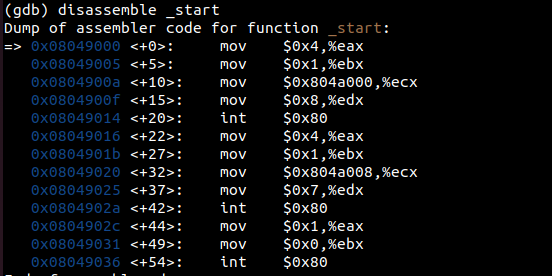 (gdb) disassemble _start
Dump of assembler code for function _start:
=> 0x08049000 <+0>:     mov    $0x4,%eax
   0x08049005 <+5>:     mov    $0x1,%ebx
   0x0804900a <+10>:    mov    $0x804a000,%ecx
   0x0804900f <+15>:    mov    $0x8,%edx
   0x08049014 <+20>:    int    $0x80
   0x08049016 <+22>:    mov    $0x4,%eax
   0x0804901b <+27>:    mov    $0x1,%ebx
   0x08049020 <+32>:    mov    $0x804a008,%ecx
   0x08049025 <+37>:    mov    $0x7,%edx
   0x0804902a <+42>:    int    $0x80
   0x0804902c <+44>:    mov    $0x1,%eax
   0x08049031 <+49>:    mov    $0x0,%ebx
   0x08049036 <+54>:    int    $0x80